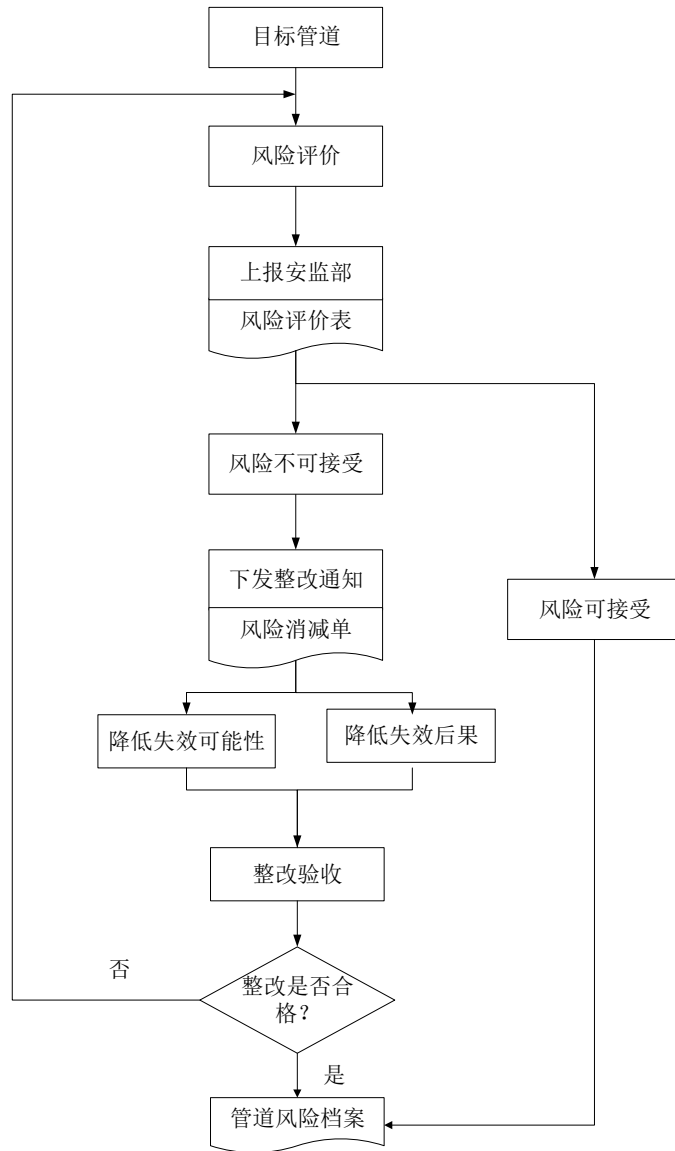 目标管道
风险评价
上报安监部
风险评价表
风险不可接受
下发整改通知
风险消减单
风险可接受
降低失效可能性
降低失效后果
整改验收
否
整改是否合
格？
是
管道风险档案